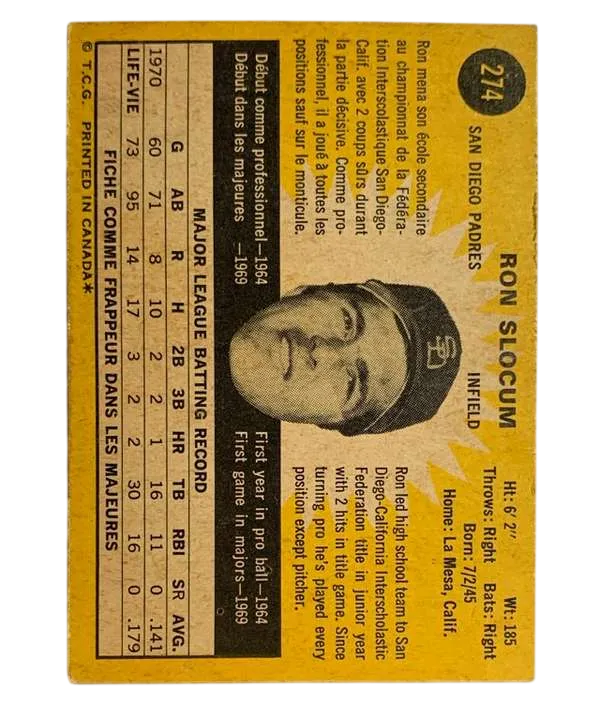 274
RON SLOCUM
SAN DIEGO PADRES INFIELD
Ht: 6' 2" Wt: 185
Throws: Right Bats: Right
Born: 7/2/45
Home: La Mesa, Calif.
Ron mena son école secondaire
au championnat de la Fédéra-
tion Interscolastique San Diego-
Calif. avec 2 coups sûrs durant
la partie décisive. Comme pro-
fessionnel, il a joué à toutes les
positions sauf sur le monticule.
SD
Ron led high school team to San
Diego-California Interscholastic
Federation title in junior year
with 2 hits in title game. Since
turning pro he's played every
position except pitcher.
Début comme professionnel—1964
Début dans les majeures —1969
First year in pro ball—1964
First game in majors—1969
MAJOR LEAGUE BATTING RECORD
G AB R H 2B 3B HR TB RBI SR AVG.
1970 60 71 8 10 2 2 1 16 11 0 .141
LIFE-VIE 73 95 14 17 3 2 2 30 16 0 .179
FICHE COMME FRAPPEUR DANS LES MAJEURES
© T.C.G. PRINTED IN CANADA*